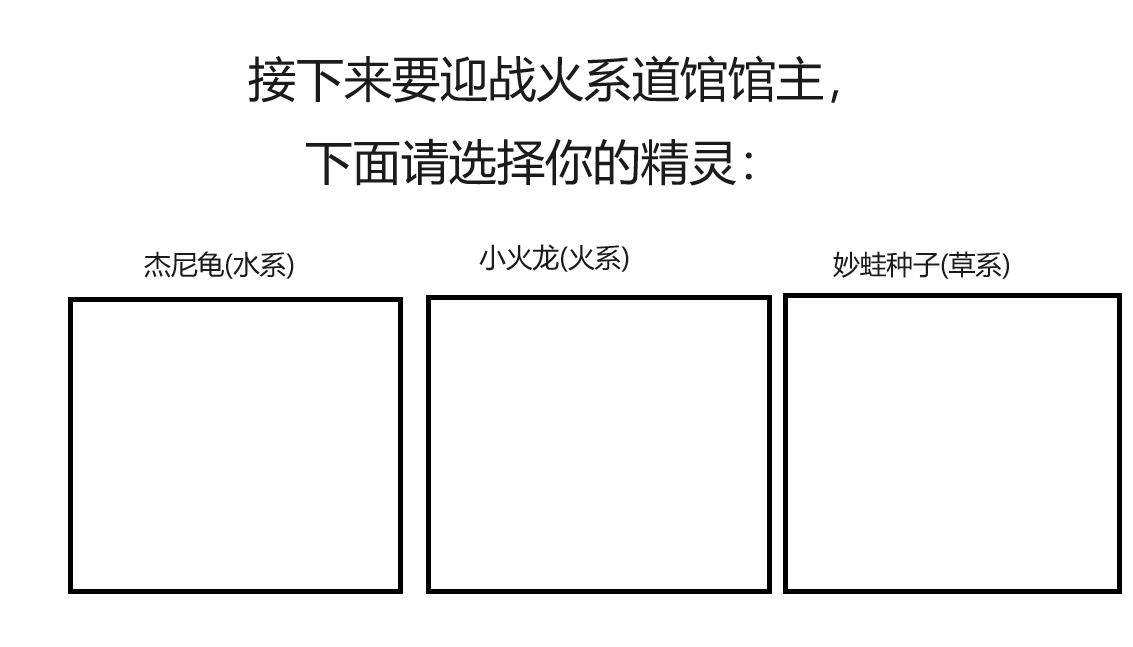 接下来要迎战火系道馆馆主，
下面请选择你的精灵：
杰尼龟(水系)
小火龙(火系)
妙蛙种子(草系)